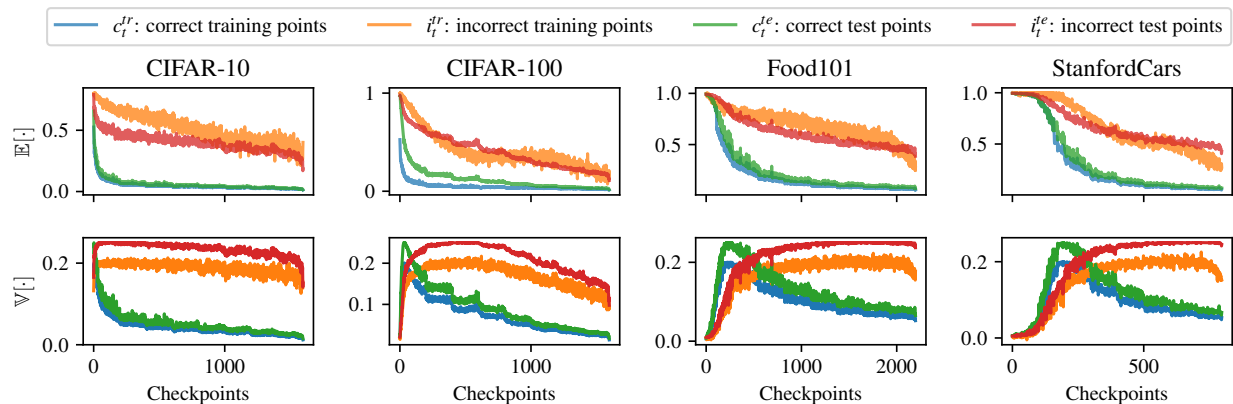 c_t^{tr}: correct training points i_t^{tr}: incorrect training points c_t^{te}: correct test points i_t^{te}: incorrect test points
CIFAR-10 CIFAR-100 Food101 StanfordCars
𝔼[·]
0.5
0.0
1
0
1.0
0.5
1.0
0.5
𝕍[·]
0.2
0.0
0.2
0.1
0.2
0.0
0.2
0.0
0 1000 0 1000 0 1000 2000 0 500
Checkpoints Checkpoints Checkpoints Checkpoints